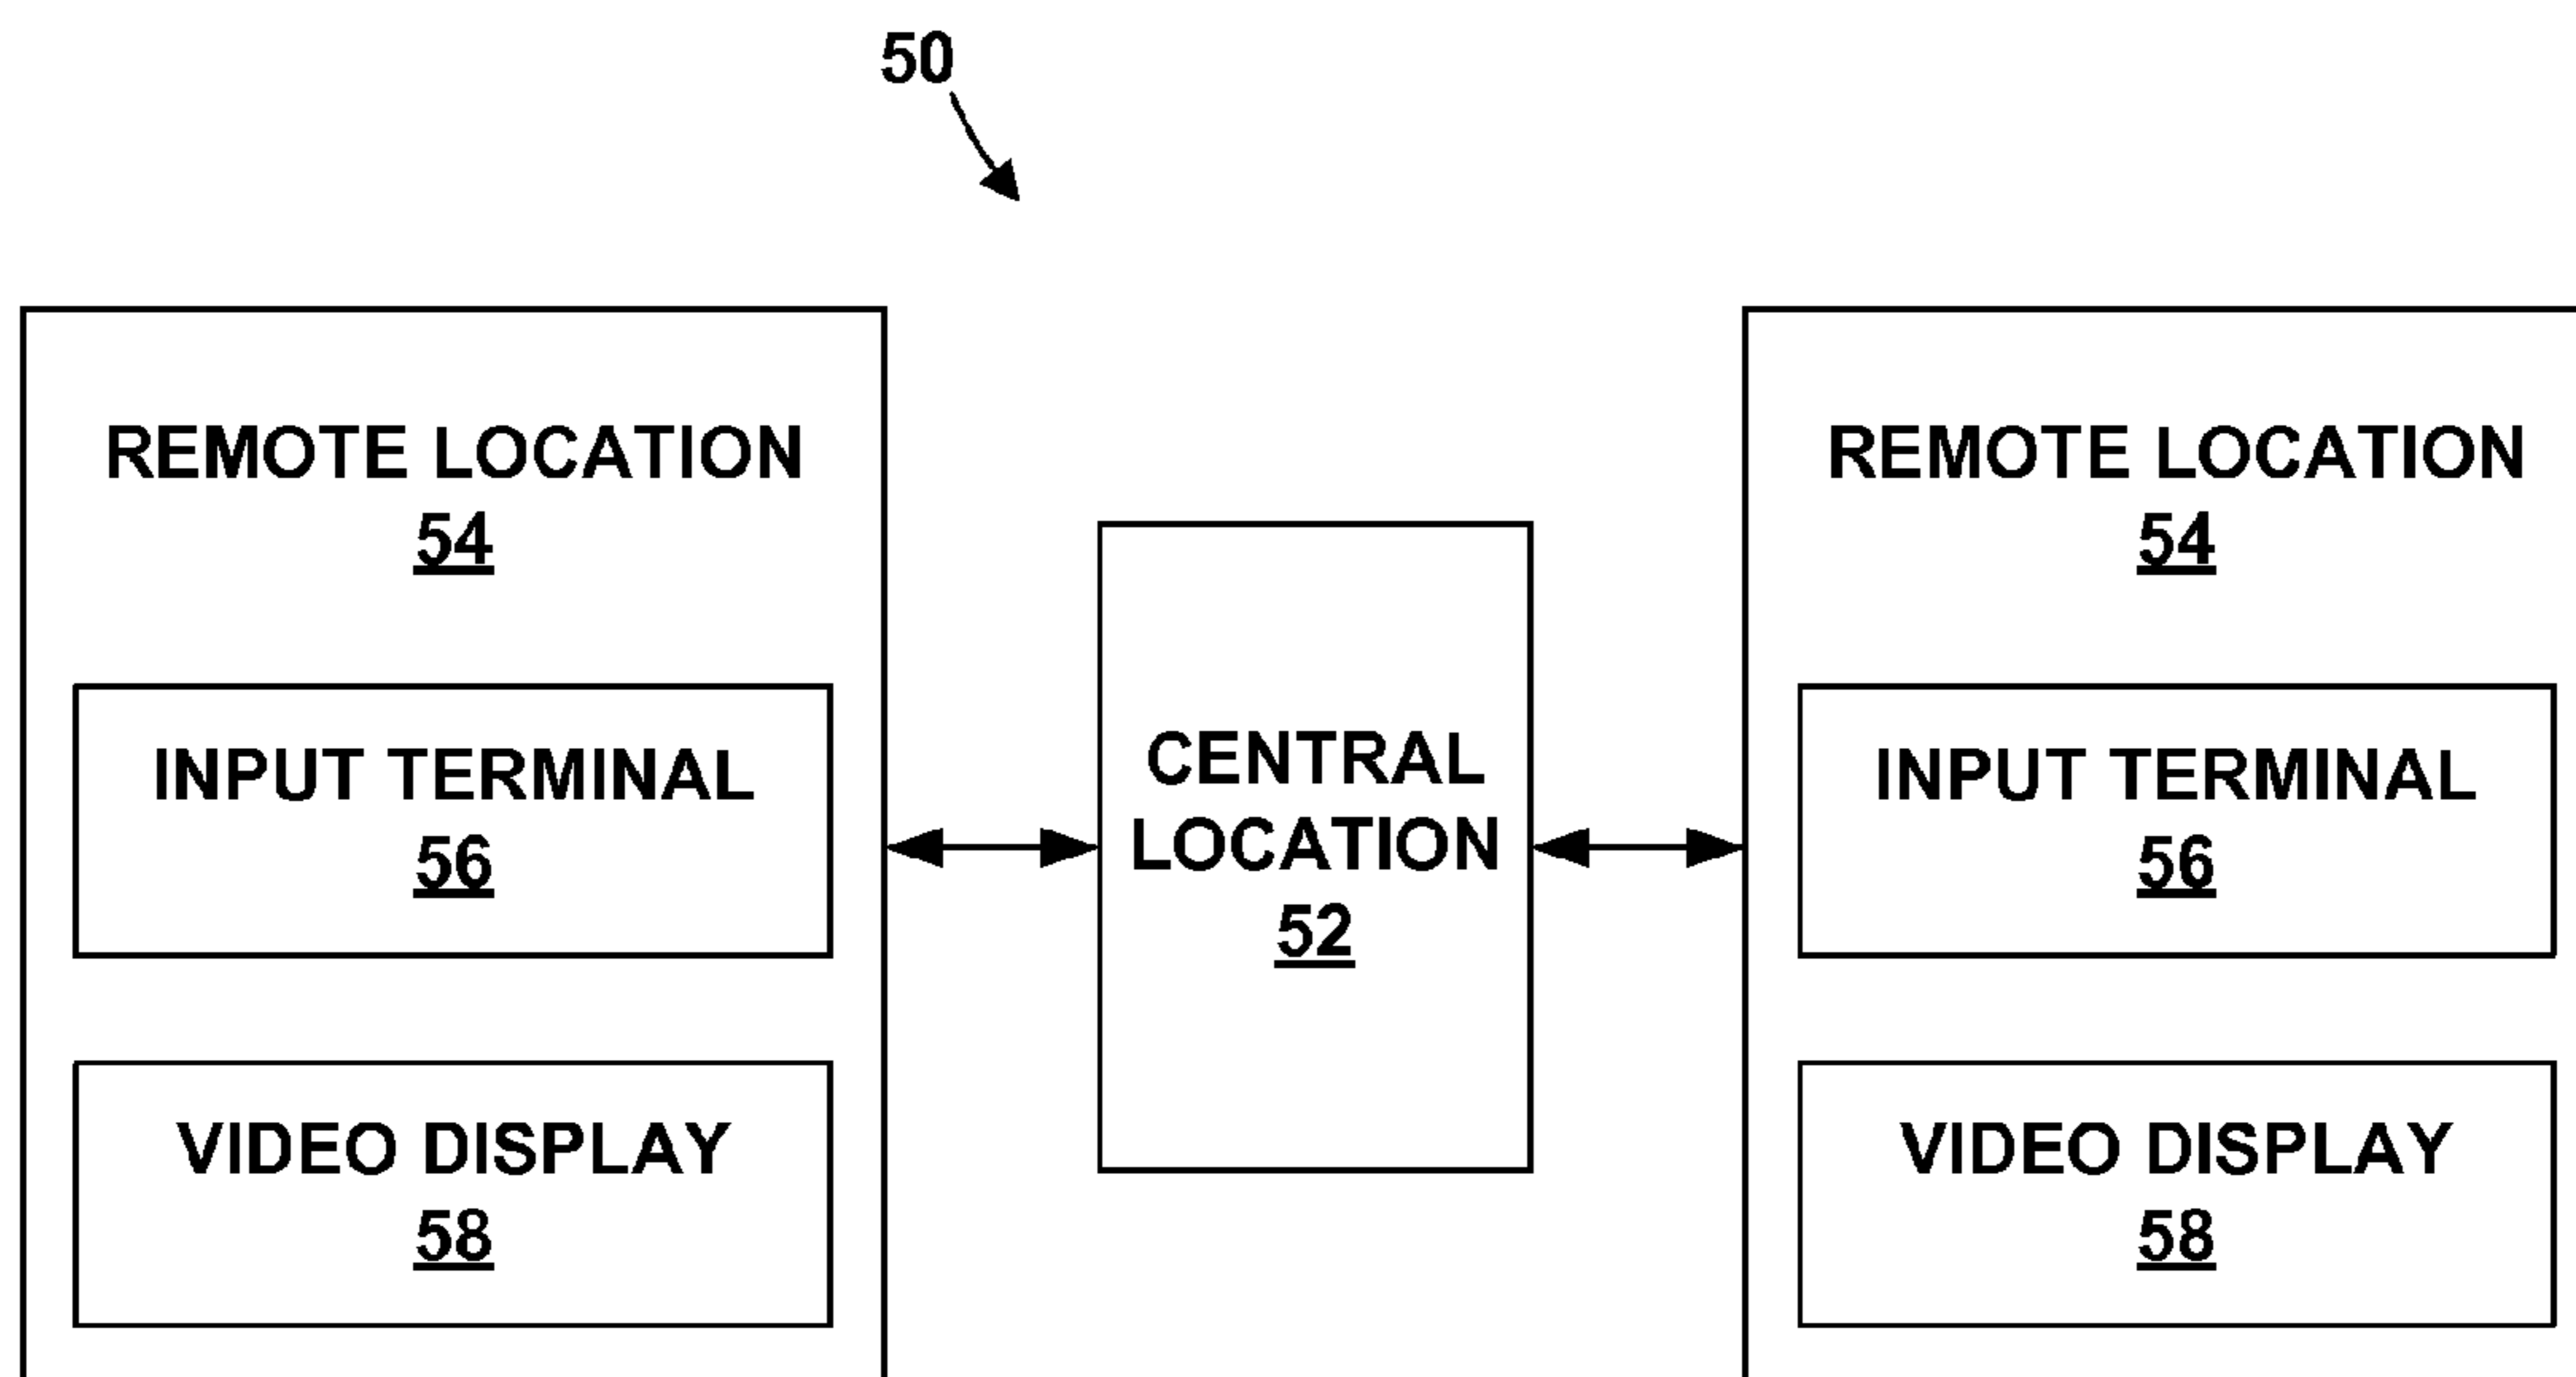 50
REMOTE LOCATION
54
INPUT TERMINAL
56
VIDEO DISPLAY
58
CENTRAL
LOCATION
52
REMOTE LOCATION
54
INPUT TERMINAL
56
VIDEO DISPLAY
58